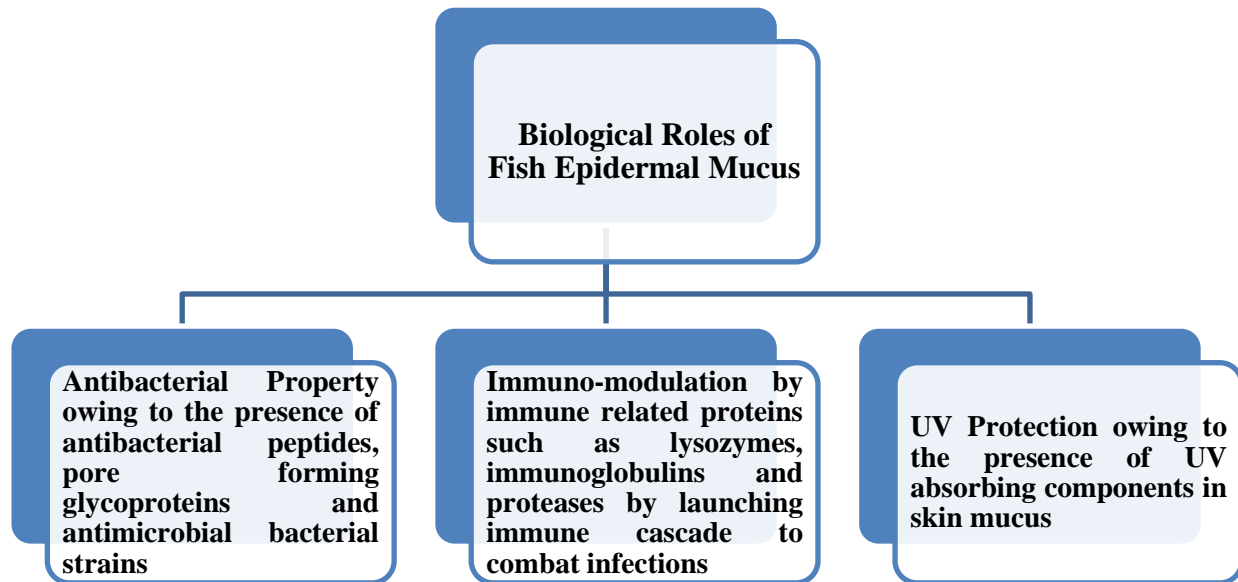 Biological Roles of
Fish Epidermal Mucus
Antibacterial Property
owing to the presence of
antibacterial peptides,
pore forming
glycoproteins and
antimicrobial bacterial
strains
Immuno-modulation by
immune related proteins
such as lysozymes,
immunoglobulins and
proteases by launching
immune cascade to
combat infections
UV Protection owing to
the presence of UV
absorbing components in
skin mucus